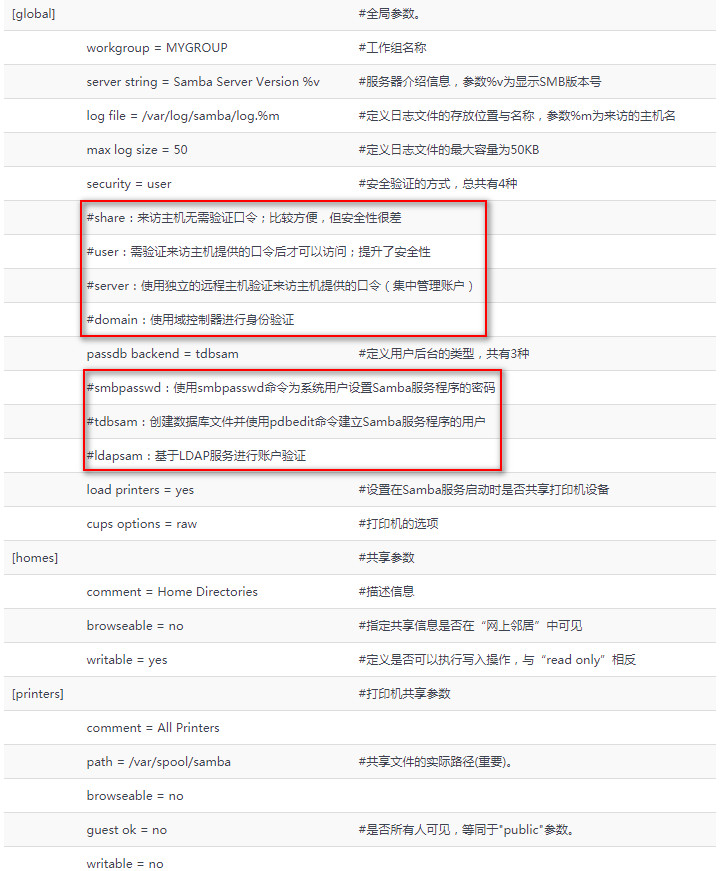 [global] #全局参数。
workgroup = MYGROUP #工作组名称
server string = Samba Server Version %v #服务器介绍信息，参数%v为显示SMB版本号
log file = /var/log/samba/log.%m #定义日志文件的存放位置与名称，参数%m为来访的主机名
max log size = 50 #定义日志文件的最大容量为50KB
security = user #安全验证的方式，总共有4种
#share：来访主机无需验证口令；比较方便，但安全性很差
#user：需验证来访主机提供的口令后才可以访问；提升了安全性
#server：使用独立的远程主机验证来访主机提供的口令（集中管理账户）
#domain：使用域控制器进行身份验证
passdb backend = tdbsam #定义用户后台的类型，共有3种
#smbpasswd：使用smbpasswd命令为系统用户设置Samba服务程序的密码
#tdbsam：创建数据库文件并使用pdbedit命令建立Samba服务程序的用户
#ldapsam：基于LDAP服务进行账户验证
load printers = yes #设置在Samba服务启动时是否共享打印机设备
cups options = raw #打印机的选项
[homes] #共享参数
comment = Home Directories #描述信息
browseable = no #指定共享信息是否在“网上邻居”中可见
writable = yes #定义是否可以执行写入操作，与“read only”相反
[printers] #打印机共享参数
comment = All Printers
path = /var/spool/samba #共享文件的实际路径(重要)。
browseable = no
guest ok = no #是否所有人可见，等同于"public"参数。
writable = no